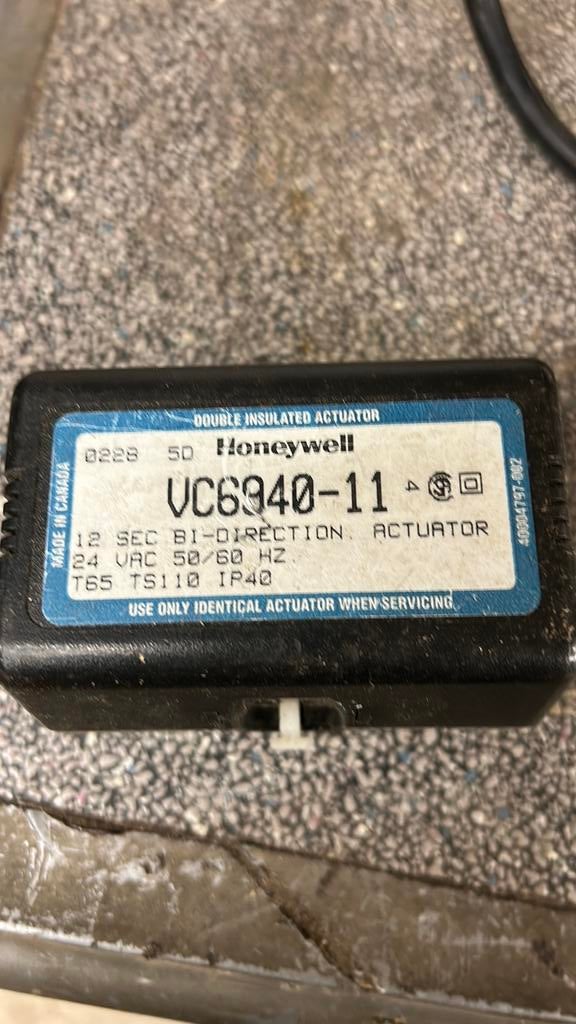 DOUBLE INSULATED ACTUATOR
0228 5D Honeywell
VC6940-11 4
12 SEC BI-DIRECTION. ACTUATOR
24 VAC 50/60 HZ.
T65 TS110 IP40
USE ONLY IDENTICAL ACTUATOR WHEN SERVICING
MADE IN CANADA
40004797-002